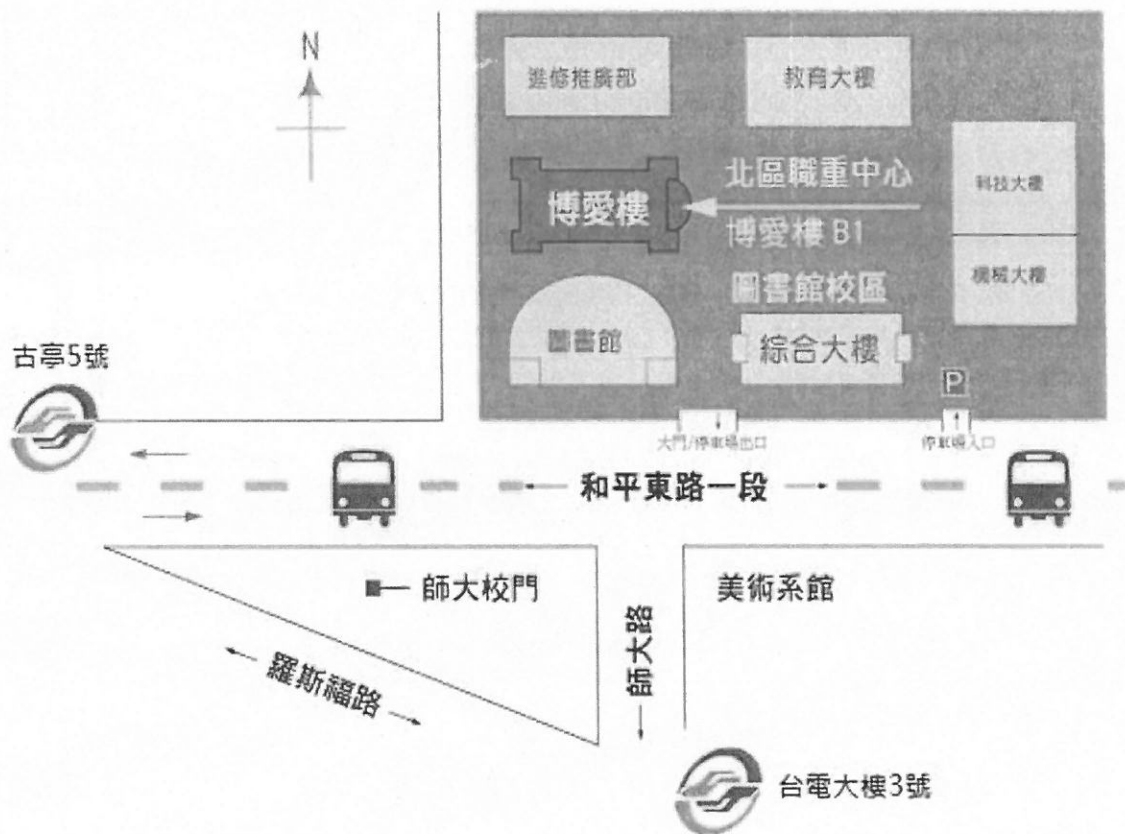 N
進修推廣部
教育大樓
北區職重中心
科技大樓
博愛樓
博愛樓 B1
機械大樓
圖書館校區
圖書館
綜合大樓
古亭5號
P
大門/停車場出口
停車場入口
和平東路一段
師大校門
美術系館
羅斯福路
師大路
台電大樓3號